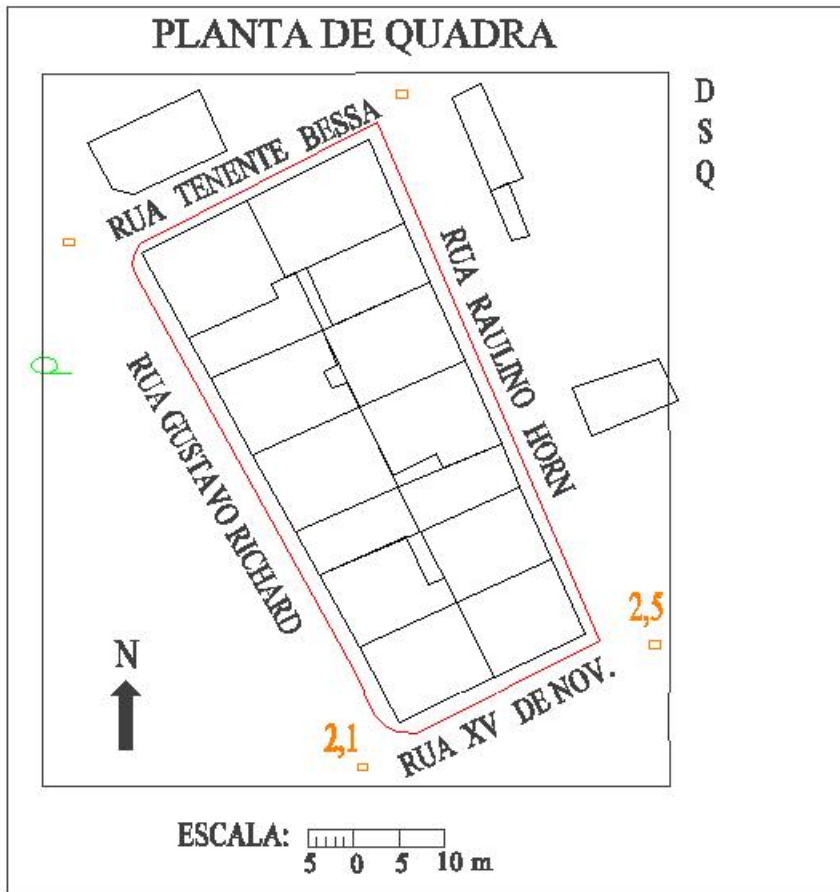 PLANTA DE QUADRA
D
S
Q
RUA TENENTE BESSA
RUA RAULINO HORN
RUA GUSTAVO RICHARD
2,5
N
2,1
RUA XV DE NOV.
ESCALA:
5 0 5 10 m